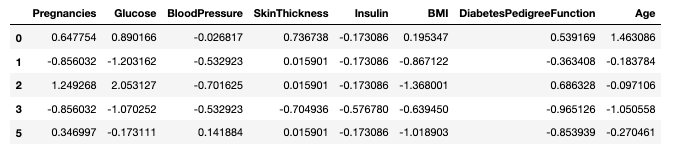 Pregnancies Glucose BloodPressure SkinThickness Insulin BMI DiabetesPedigreeFunction Age
0 0.647754 0.890166 -0.026817 0.736738 -0.173086 0.195347 0.539169 1.463086
1 -0.856032 -1.203162 -0.532923 0.015901 -0.173086 -0.867122 -0.363408 -0.183784
2 1.249268 2.053127 -0.701625 0.015901 -0.173086 -1.368001 0.686328 -0.097106
3 -0.856032 -1.070252 -0.532923 -0.704936 -0.576780 -0.639450 -0.965126 -1.050558
5 0.346997 -0.173111 0.141884 0.015901 -0.173086 -1.018903 -0.853939 -0.270461